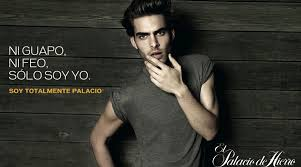 NI GUAPO,
NI FEO,
SÓLO SOY YO.
SOY TOTALMENTE PALACIO
El
Palacio de Hierro